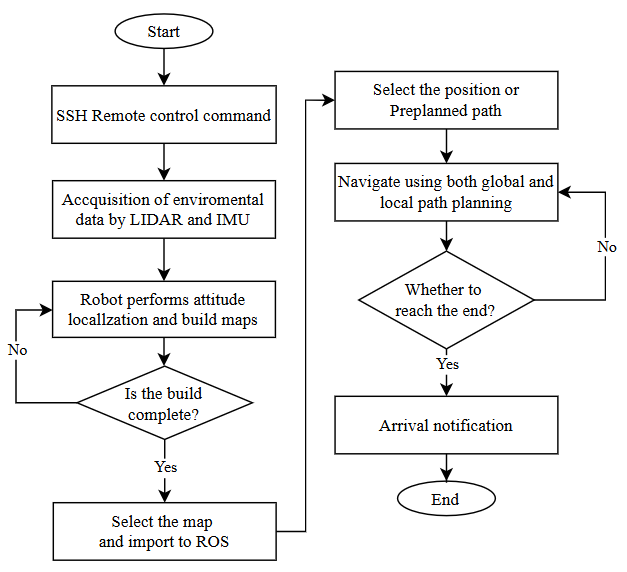 Start
SSH Remote control command
Accquisition of enviromental
data by LIDAR and IMU
Robot performs attitude
locallzation and build maps
No
Is the build
complete?
Yes
Select the map
and import to ROS
Select the position or
Preplanned path
Navigate using both global and
local path planning
No
Whether to
reach the end?
Yes
Arrival notification
End